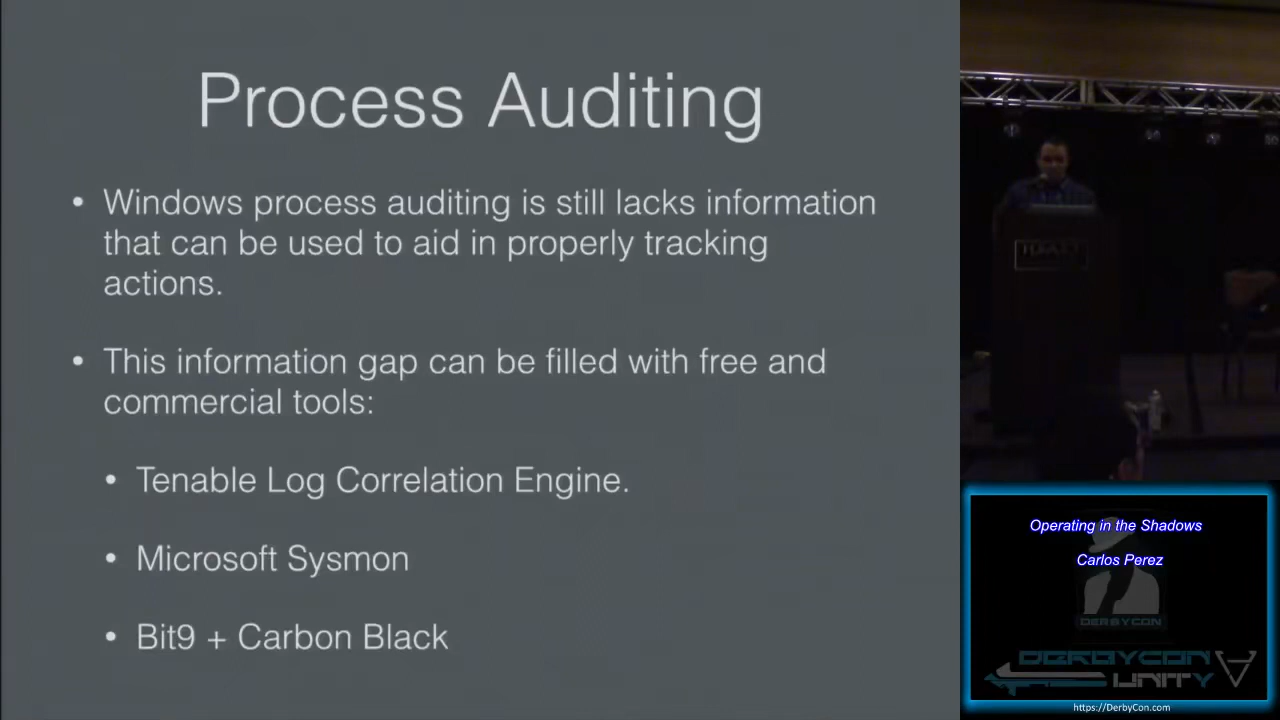 Process Auditing
• Windows process auditing is still lacks information
that can be used to aid in properly tracking
actions.
• This information gap can be filled with free and
commercial tools:
• Tenable Log Correlation Engine.
• Microsoft Sysmon
• Bit9 + Carbon Black
HYATT
Operating in the Shadows
Carlos Perez
DERBYCON
DERBYCON
UNITY
https://DerbyCon.com